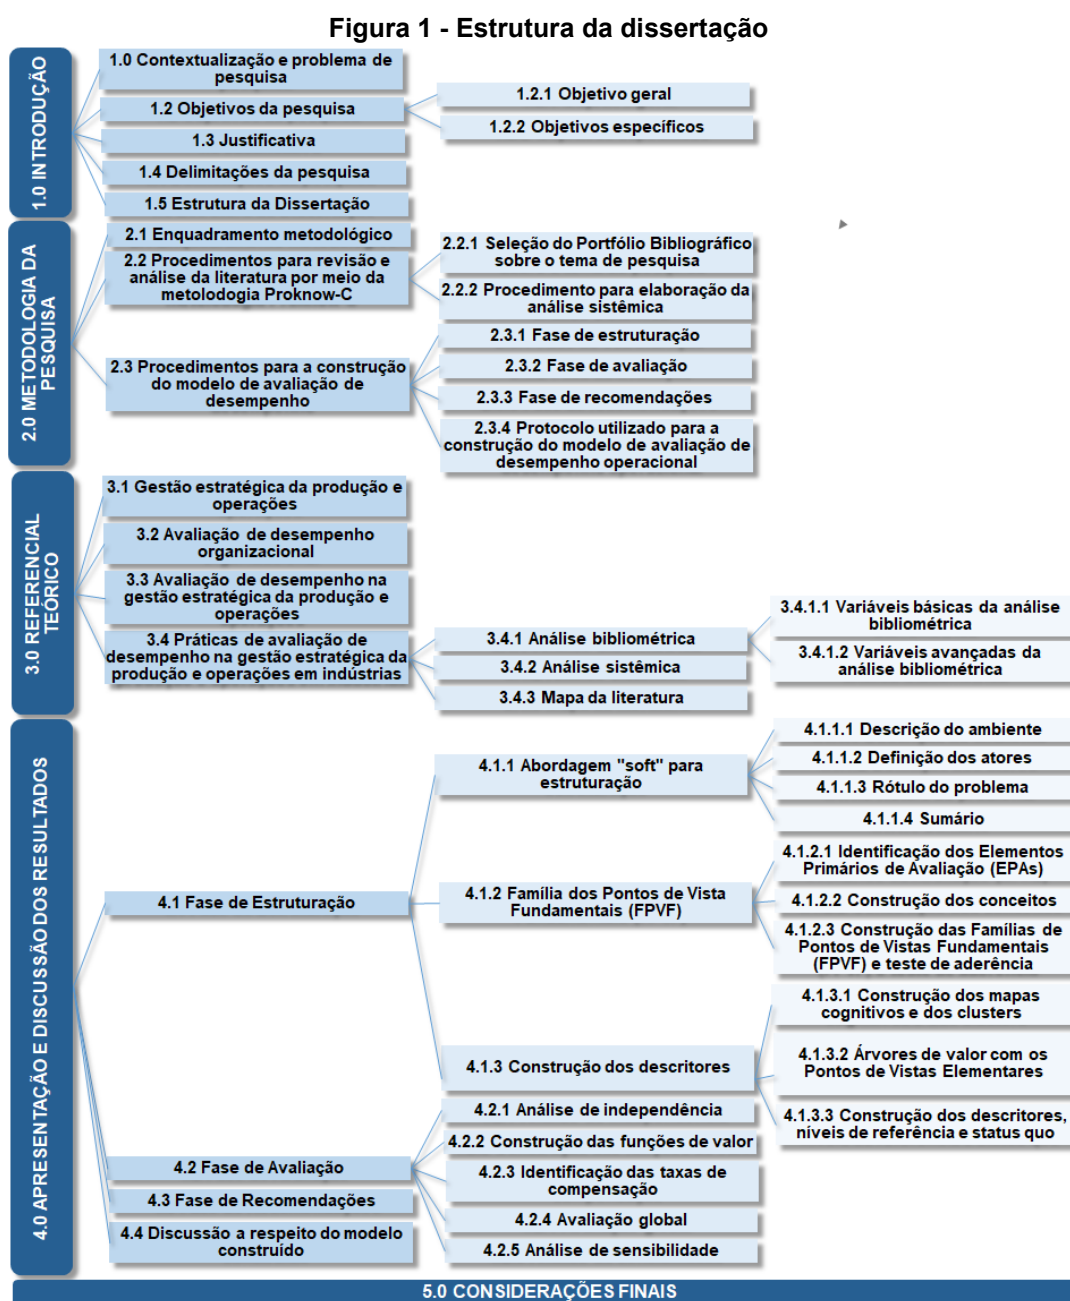 Figura 1 - Estrutura da dissertação
1.0 INTRODUÇÃO
1.0 Contextualização e problema de
pesquisa
1.2 Objetivos da pesquisa
1.2.1 Objetivo geral
1.2.2 Objetivos específicos
1.3 Justificativa
1.4 Delimitações da pesquisa
1.5 Estrutura da Dissertação
2.0 METODOLOGIA DA
PESQUISA
2.1 Enquadramento metodológico
2.2 Procedimentos para revisão e
análise da literatura por meio da
metolodogia Proknow-C
2.2.1 Seleção do Portfólio Bibliográfico
sobre o tema de pesquisa
2.2.2 Procedimento para elaboração da
análise sistêmica
2.3 Procedimentos para a construção
do modelo de avaliação de
desempenho
2.3.1 Fase de estruturação
2.3.2 Fase de avaliação
2.3.3 Fase de recomendações
2.3.4 Protocolo utilizado para a
construção do modelo de avaliação de
desempenho operacional
3.0 REFERENCIAL
TEÓRICO
3.1 Gestão estratégica da produção e
operações
3.2 Avaliação de desempenho
organizacional
3.3 Avaliação de desempenho na
gestão estratégica da produção e
operações
3.4 Práticas de avaliação de
desempenho na gestão estratégica da
produção e operações em indústrias
3.4.1 Análise bibliométrica
3.4.1.1 Variáveis básicas da análise
bibliométrica
3.4.1.2 Variáveis avançadas da
análise bibliométrica
3.4.2 Análise sistêmica
3.4.3 Mapa da literatura
4.0 APRESENTAÇÃO E DISCUSSÃO DOS RESULTADOS
4.1 Fase de Estruturação
4.1.1 Abordagem "soft" para
estruturação
4.1.1.1 Descrição do ambiente
4.1.1.2 Definição dos atores
4.1.1.3 Rótulo do problema
4.1.1.4 Sumário
4.1.2 Família dos Pontos de Vista
Fundamentais (FPVF)
4.1.2.1 Identificação dos Elementos
Primários de Avaliação (EPAs)
4.1.2.2 Construção dos conceitos
4.1.2.3 Construção das Famílias de
Pontos de Vistas Fundamentais
(FPVF) e teste de aderência
4.1.3 Construção dos descritores
4.1.3.1 Construção dos mapas
cognitivos e dos clusters
4.1.3.2 Árvores de valor com os
Pontos de Vistas Elementares
4.1.3.3 Construção dos descritores,
níveis de referência e status quo
4.2 Fase de Avaliação
4.2.1 Análise de independência
4.2.2 Construção das funções de valor
4.2.3 Identificação das taxas de
compensação
4.2.4 Avaliação global
4.2.5 Análise de sensibilidade
4.3 Fase de Recomendações
4.4 Discussão a respeito do modelo
construído
5.0 CONSIDERAÇÕES FINAIS